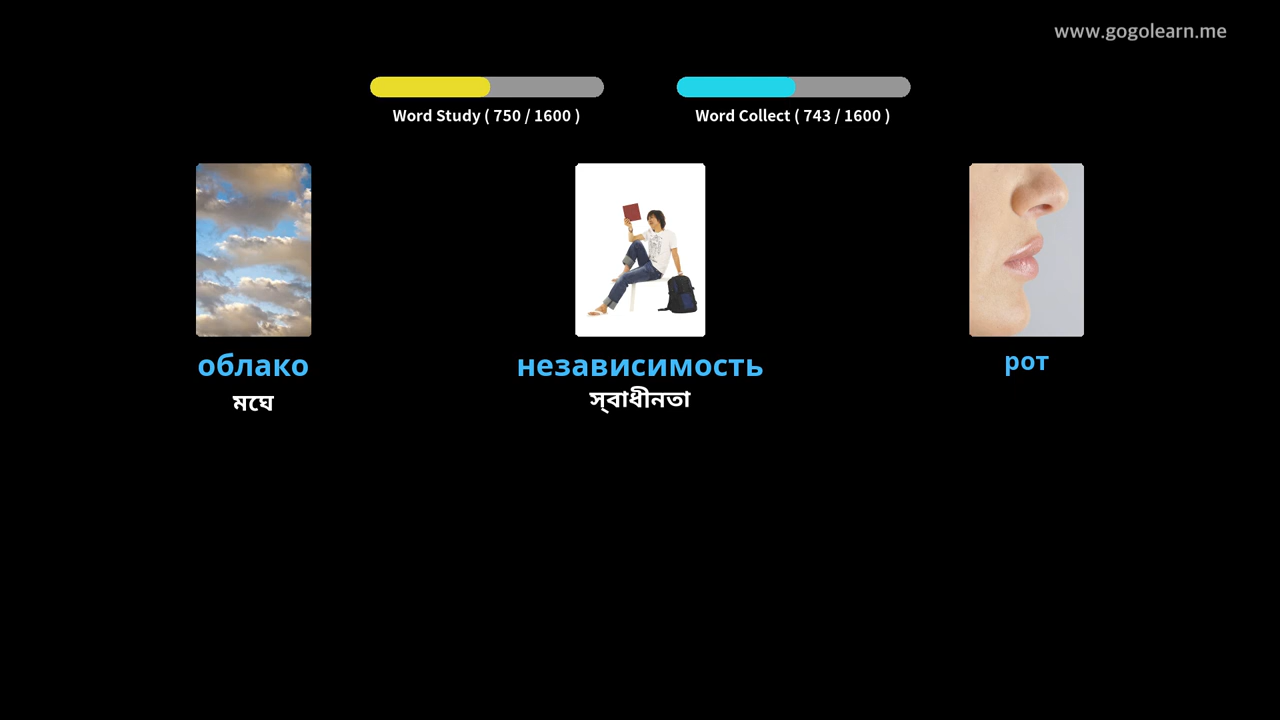 www.gogolearn.me
Word Study ( 750 / 1600 )
Word Collect ( 743 / 1600 )
облако
মেঘ
независимость
স্বাধীনতা
рот